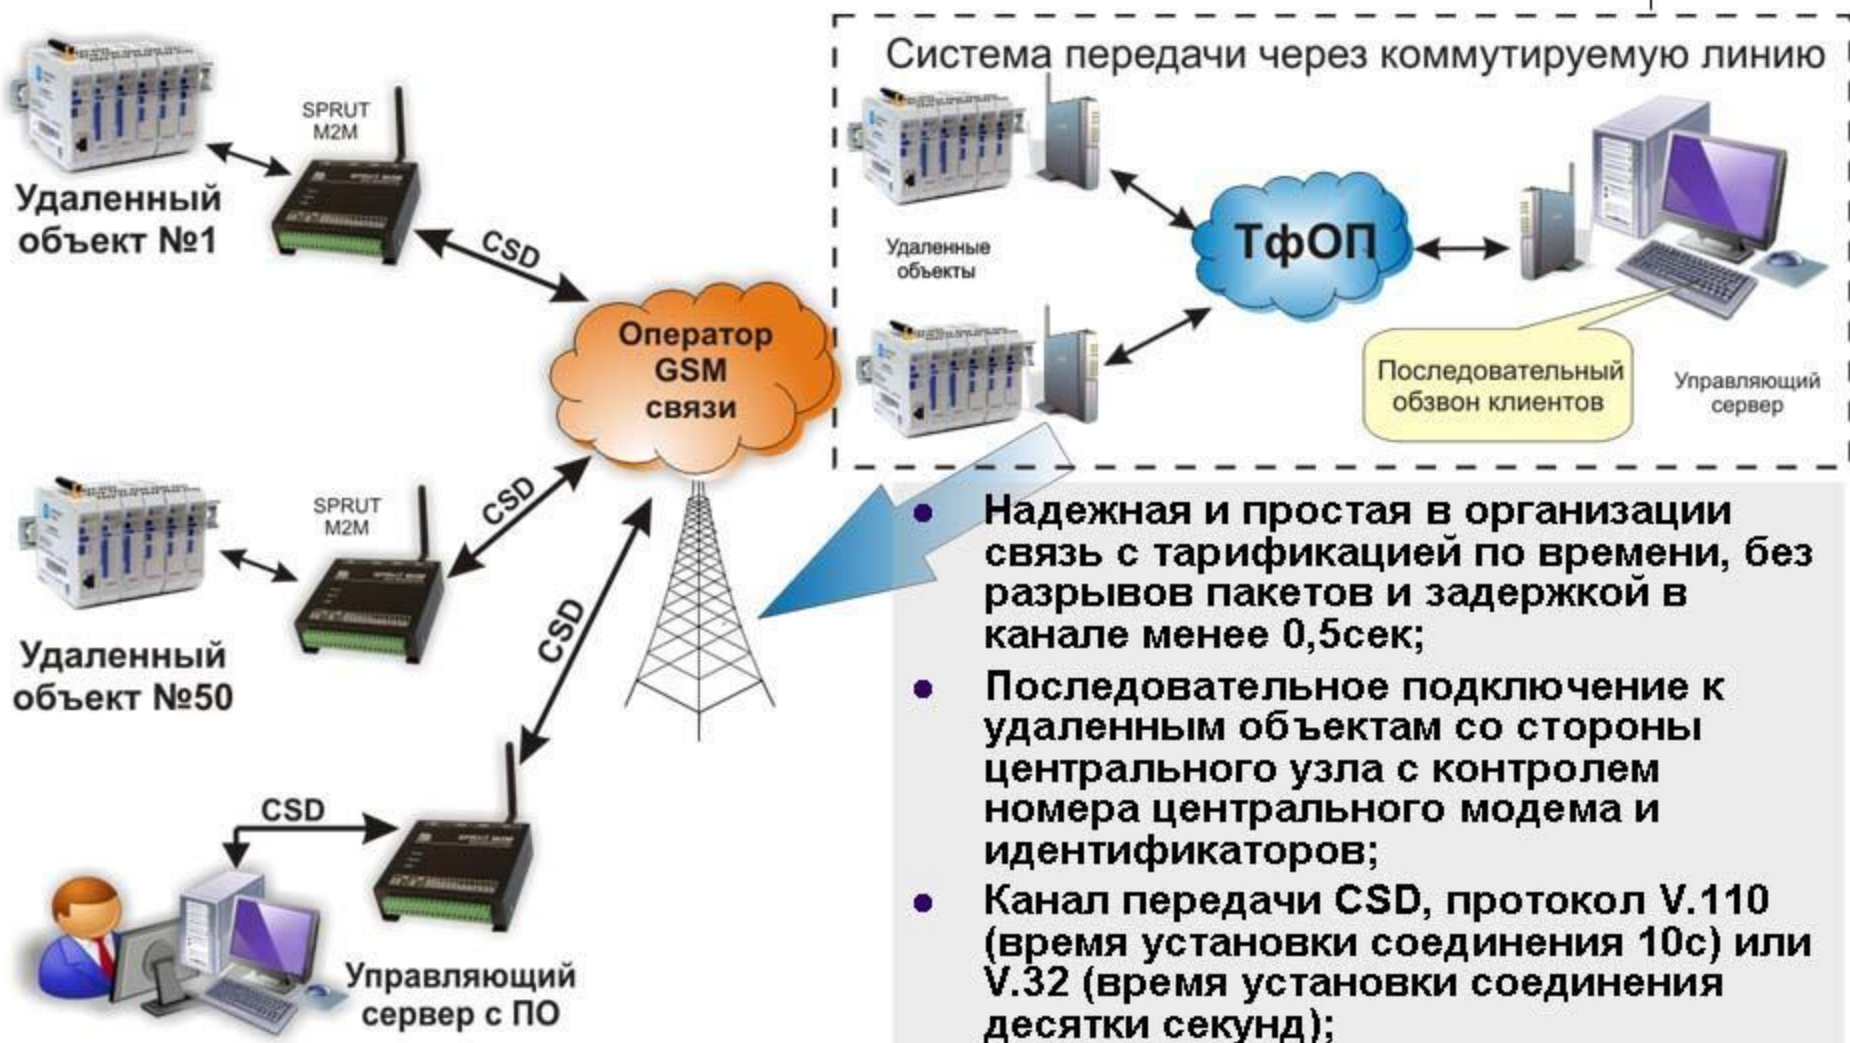 SPRUT
M2M
Удаленный
объект №1
CSD
Оператор
GSM
связи
SPRUT
M2M
CSD
Удаленный
объект №50
CSD
CSD
Управляющий
сервер с ПО
Система передачи через коммутируемую линию
Удаленные
объекты
ТфОП
Последовательный
обзвон клиентов
Управляющий
сервер
Надежная и простая в организации
связь с тарификацией по времени, без
разрывов пакетов и задержкой в
канале менее 0,5сек;
Последовательное подключение к
удаленным объектам со стороны
центрального узла с контролем
номера центрального модема и
идентификаторов;
Канал передачи CSD, протокол V.110
(время установки соединения 10с) или
V.32 (время установки соединения
десятки секунд);